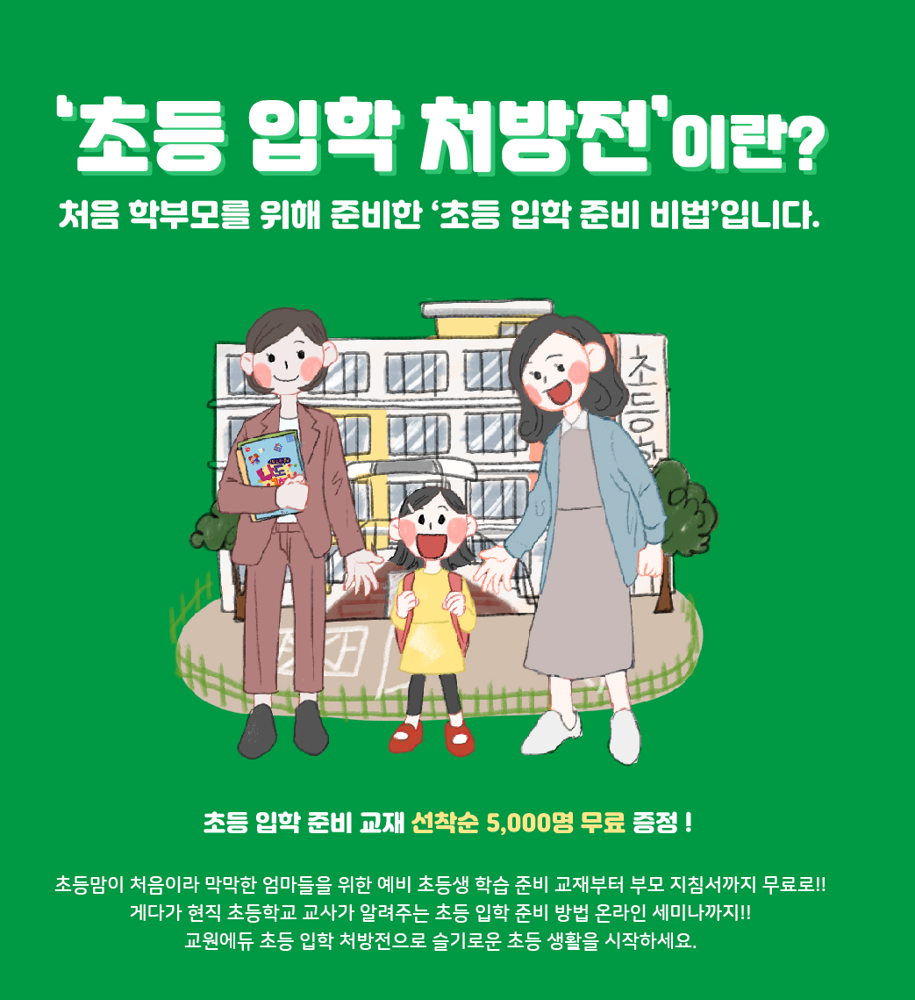 ‘초등 입학 처방전’이란?
처음 학부모를 위해 준비한 ‘초등 입학 준비 비법’입니다.
초등학
나도
초등 입학 준비 교재 선착순 5,000명 무료 증정 !
초등맘이 처음이라 막막한 엄마들을 위한 예비 초등생 학습 준비 교재부터 부모 지침서까지 무료로!!
게다가 현직 초등학교 교사가 알려주는 초등 입학 준비 방법 온라인 세미나까지!!
교원에듀 초등 입학 처방전으로 슬기로운 초등 생활을 시작하세요.